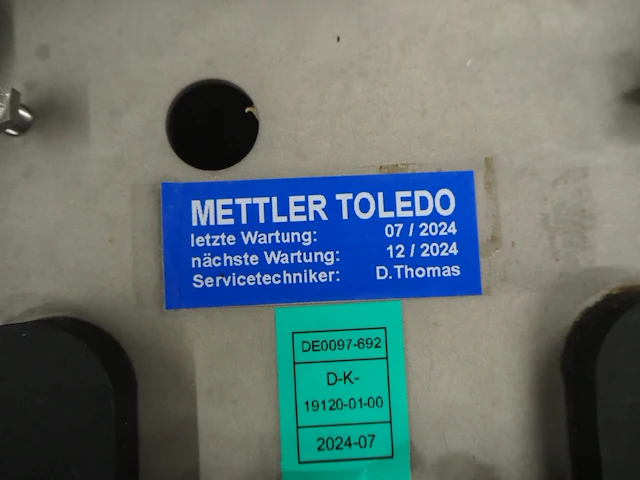 METTLER TOLEDO
letzte Wartung: 07 / 2024
nächste Wartung: 12 / 2024
Servicetechniker: D.Thomas
DE0097-692
D-K-
19120-01-00
2024-07